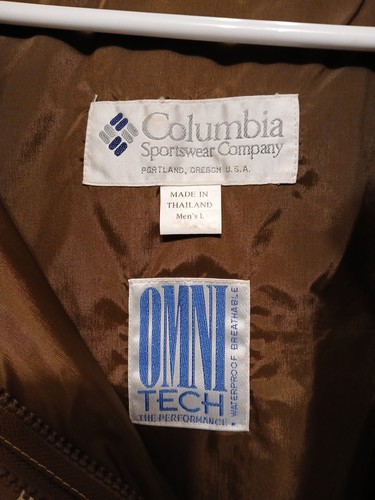 Columbia
Sportswear Company
PORTLAND, OREGON U.S.A.
MADE IN
THAILAND
Men's L
OMNI
TECH
THE PERFORMANCE
WATERPROOF BREATHABLE